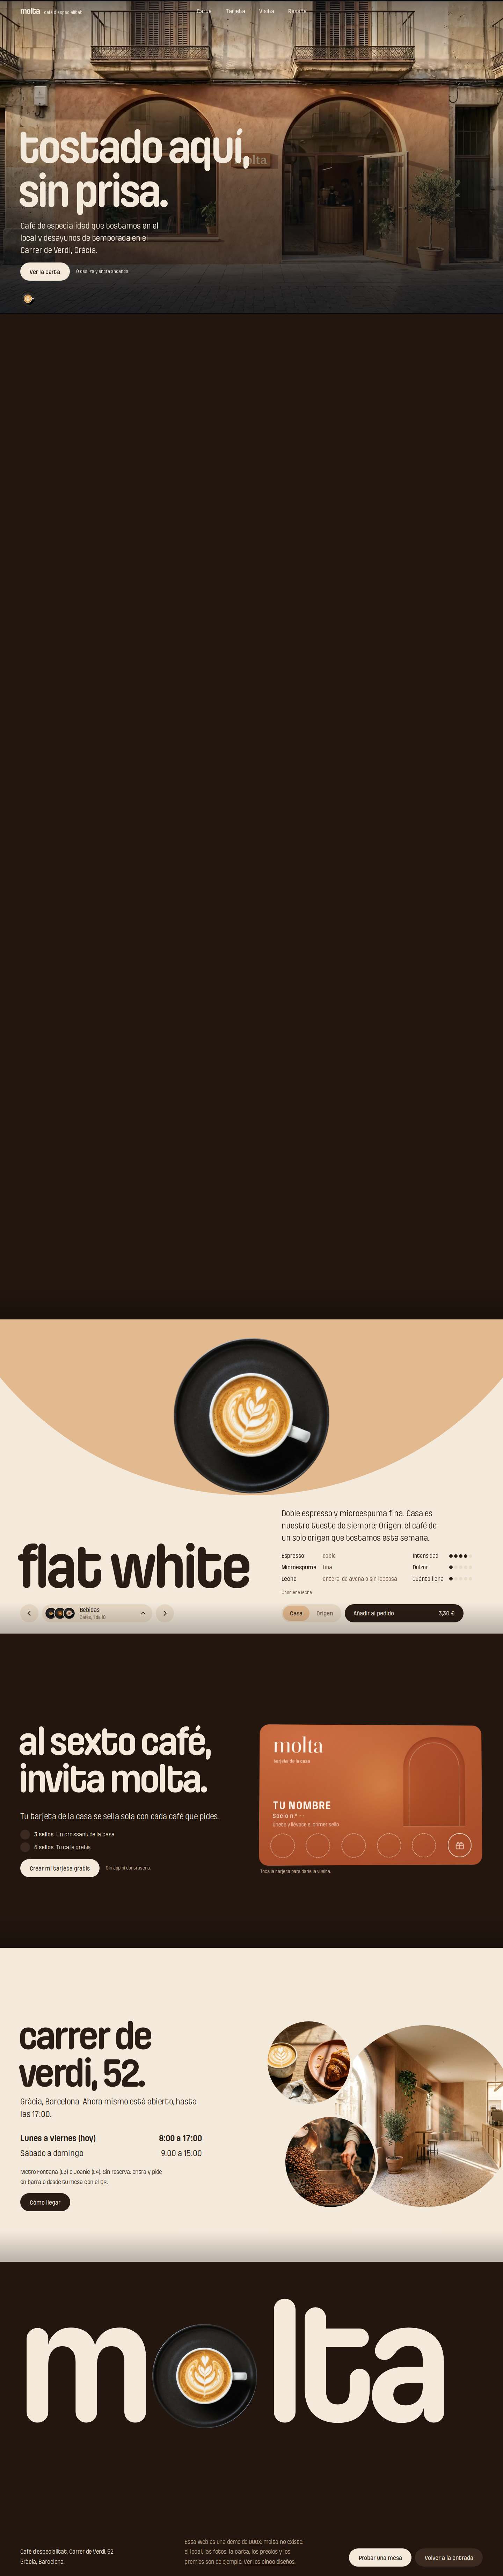 molta café d'especialitat
Carta Tarjeta Visita Reseña
molta
tostado aquí,
sin prisa.
Café de especialidad que tostamos en el
local y desayunos de temporada en el
Carrer de Verdi, Gràcia.
Ver la carta
O desliza y entra andando
flat white
Bebidas
Cafés, 1 de 10
Doble espresso y microespuma fina. Casa es
nuestro tueste de siempre; Origen, el café de
un solo origen que tostamos esta semana.
Espresso doble Intensidad
Microespuma fina Dulzor
Leche entera, de avena o sin lactosa Cuánto llena
Contiene leche
Casa Origen Añadir al pedido 3,30 €
al sexto café,
invita molta.
Tu tarjeta de la casa se sella sola con cada café que pides.
3 sellos Un croissant de la casa
6 sellos Tu café gratis
Crear mi tarjeta gratis
Sin app ni contraseña
molta
tarjeta de la casa
TU NOMBRE
Socio n.º ···
Únete y llévate el primer sello
Toca la tarjeta para darle la vuelta.
carrer de
verdi, 52.
Gràcia, Barcelona. Ahora mismo está abierto, hasta
las 17:00.
Lunes a viernes (hoy) 8:00 a 17:00
Sábado a domingo 9:00 a 15:00
Metro Fontana (L3) o Joanic (L4). Sin reserva: entra y pide
en barra o desde tu mesa con el QR.
Cómo llegar
molta
Café d'especialitat. Carrer de Verdi, 52,
Gràcia, Barcelona.
Esta web es una demo de 000X: molta no existe:
el local, las fotos, la carta, los precios y los
premios son de ejemplo. Ver los cinco diseños.
Probar una mesa
Volver a la entrada